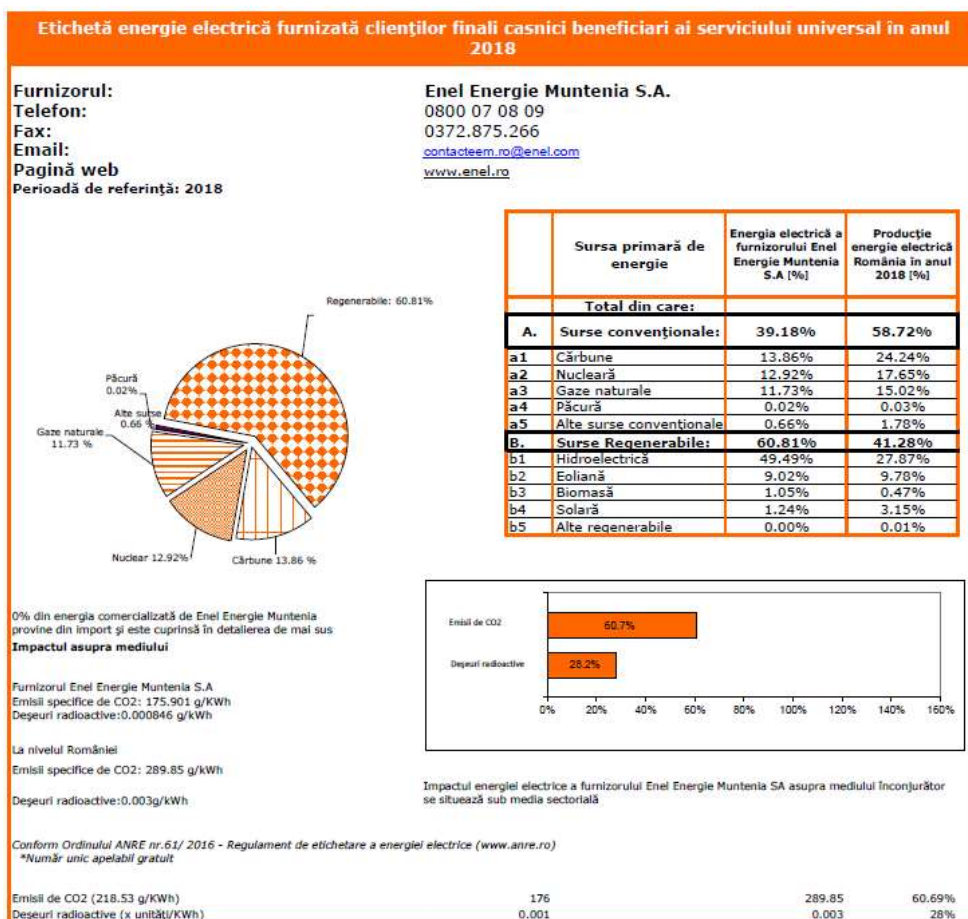 Etichetă energie electrică furnizată clienţilor finali casnici beneficiari ai serviciului universal în anul
2018
Furnizorul: Enel Energie Muntenia S.A.
Telefon: 0800 07 08 09
Fax: 0372.875.266
Email: contacteem.ro@enel.com
Pagină web www.enel.ro
Perioadă de referinţă: 2018
Regenerabile: 60.81%
Păcură
0.02%
Alte surse
0.66 %
Gaze naturale
11.73 %
Nuclear 12.92%
Cărbune 13.86 %
Sursa primară de
energie
Energia electrică a
furnizorului Enel
Energie Muntenia
S.A [%]
Producţie
energie electrică
România în anul
2018 [%]
Total din care:
A. Surse convenţionale: 39.18% 58.72%
a1 Cărbune 13.86% 24.24%
a2 Nucleară 12.92% 17.65%
a3 Gaze naturale 11.73% 15.02%
a4 Păcură 0.02% 0.03%
a5 Alte surse convenţionale 0.66% 1.78%
B. Surse Regenerabile: 60.81% 41.28%
b1 Hidroelectrică 49.49% 27.87%
b2 Eoliană 9.02% 9.78%
b3 Biomasă 1.05% 0.47%
b4 Solară 1.24% 3.15%
b5 Alte regenerabile 0.00% 0.01%
0% din energia comercializată de Enel Energie Muntenia
provine din import şi este cuprinsă în detalierea de mai sus
Impactul asupra mediului
Furnizorul Enel Energie Muntenia S.A
Emisii specifice de CO2: 175.901 g/KWh
Deşeuri radioactive:0.000846 g/kWh
La nivelul României
Emisii specifice de CO2: 289.85 g/kWh
Deşeuri radioactive:0.003g/kWh
Emisii de CO2 60.7%
Deşeuri radioactive 28.2%
0% 20% 40% 60% 80% 100% 120% 140% 160%
Impactul energiei electrice a furnizorului Enel Energie Muntenia SA asupra mediului înconjurător
se situează sub media sectorială
Conform Ordinului ANRE nr.61/ 2016 - Regulament de etichetare a energiei electrice (www.anre.ro)
*Număr unic apelabil gratuit
Emisii de CO2 (218.53 g/KWh) 176 289.85 60.69%
Deseuri radioactive (x unităţi/KWh) 0.001 0.003 28%